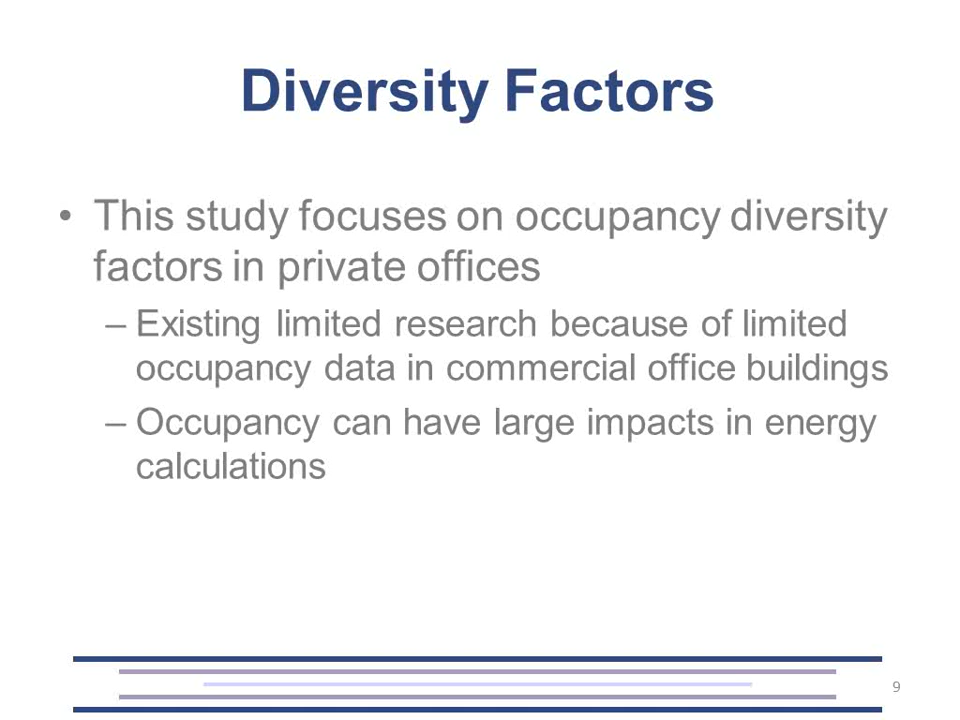 Diversity Factors
• This study focuses on occupancy diversity
factors in private offices
– Existing limited research because of limited
occupancy data in commercial office buildings
– Occupancy can have large impacts in energy
calculations
9